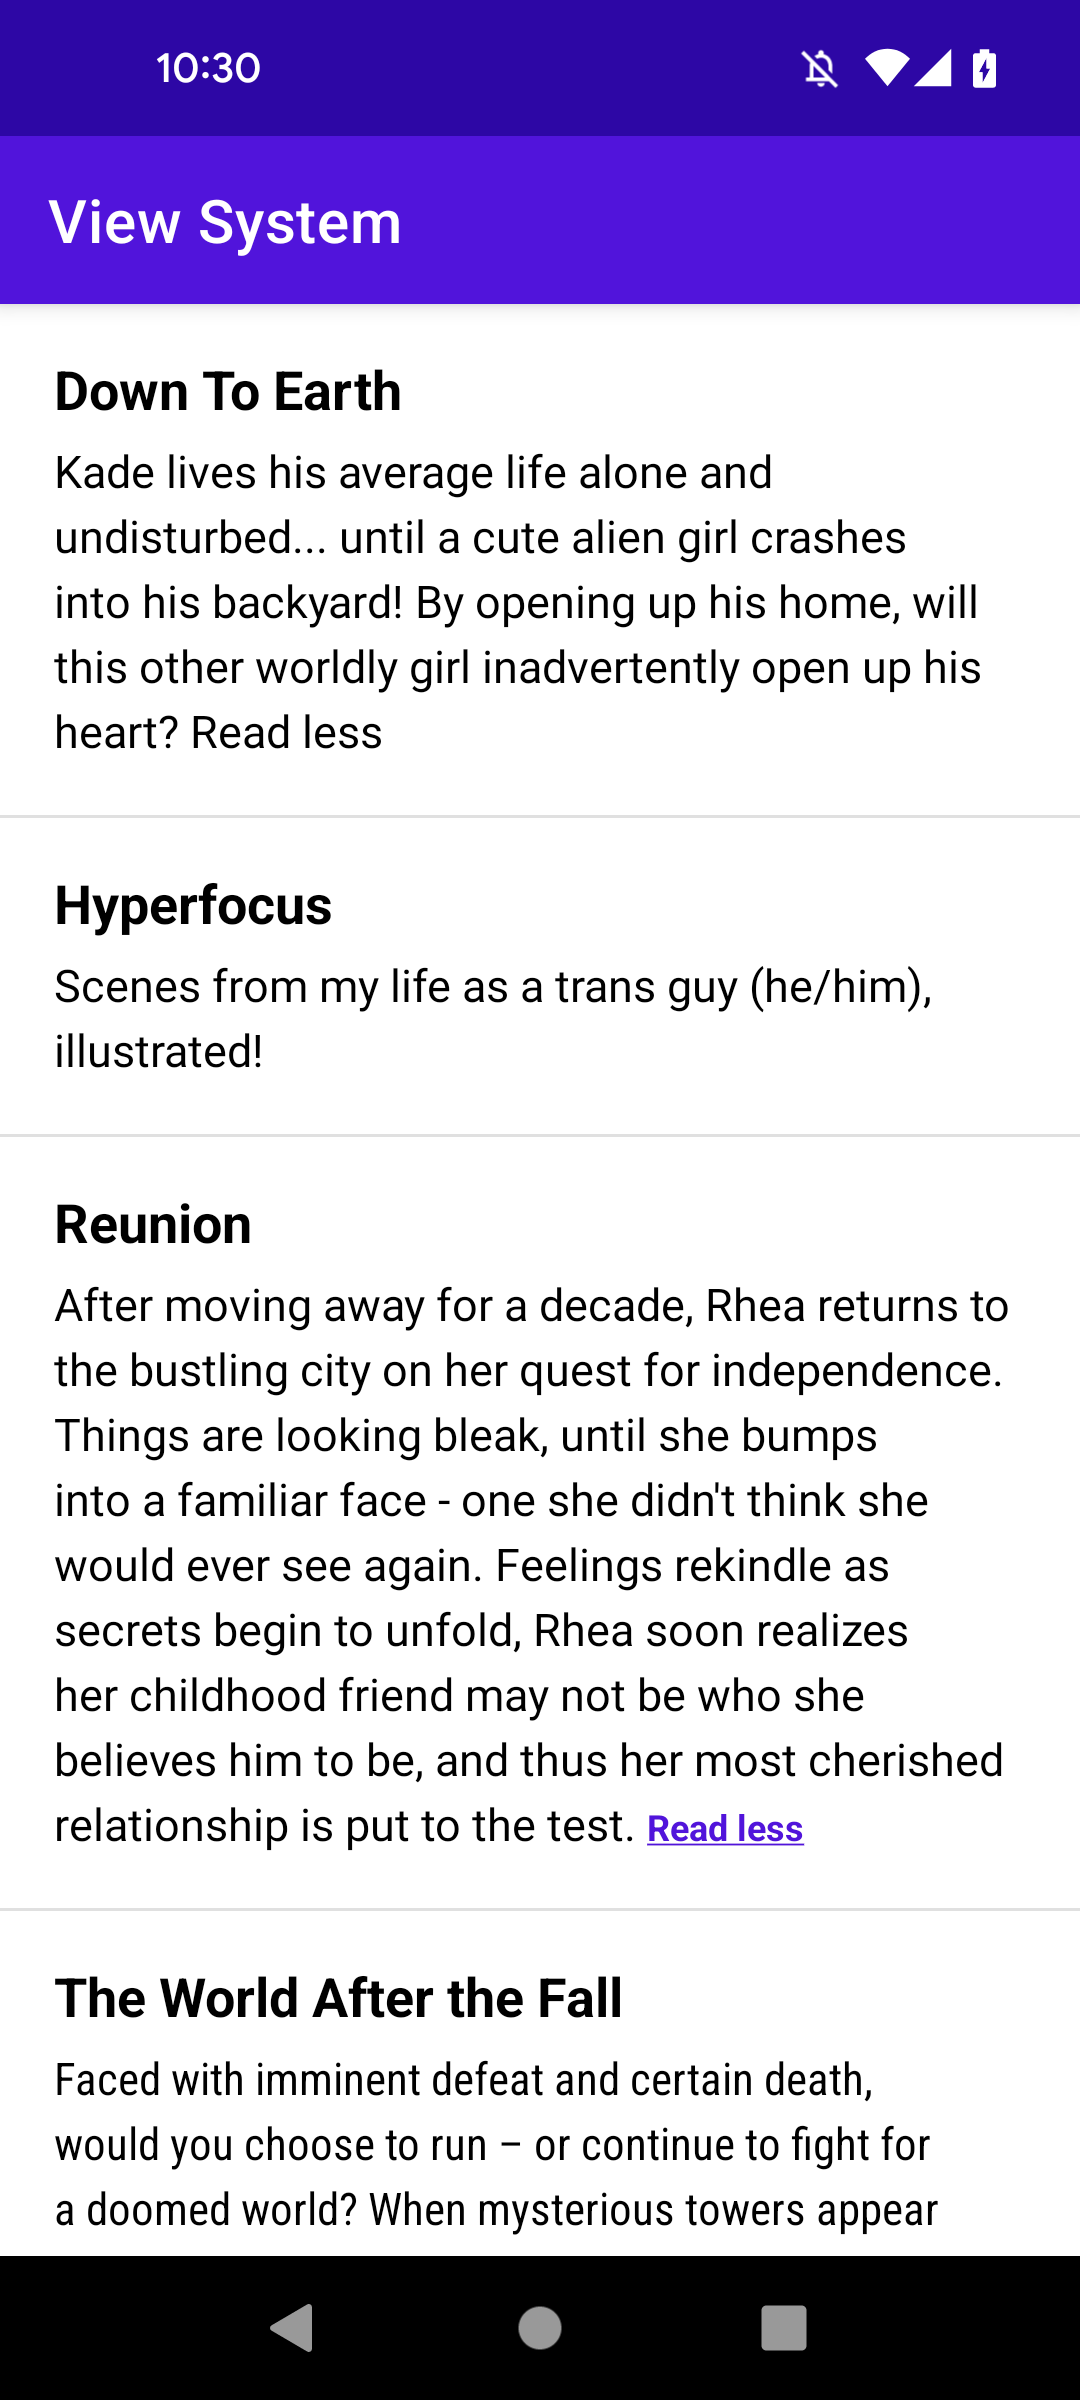 10:30
View System
Down To Earth
Kade lives his average life alone and
undisturbed... until a cute alien girl crashes
into his backyard! By opening up his home, will
this other worldly girl inadvertently open up his
heart? Read less
Hyperfocus
Scenes from my life as a trans guy (he/him),
illustrated!
Reunion
After moving away for a decade, Rhea returns to
the bustling city on her quest for independence.
Things are looking bleak, until she bumps
into a familiar face - one she didn't think she
would ever see again. Feelings rekindle as
secrets begin to unfold, Rhea soon realizes
her childhood friend may not be who she
believes him to be, and thus her most cherished
relationship is put to the test. Read less
The World After the Fall
Faced with imminent defeat and certain death,
would you choose to run – or continue to fight for
a doomed world? When mysterious towers appear